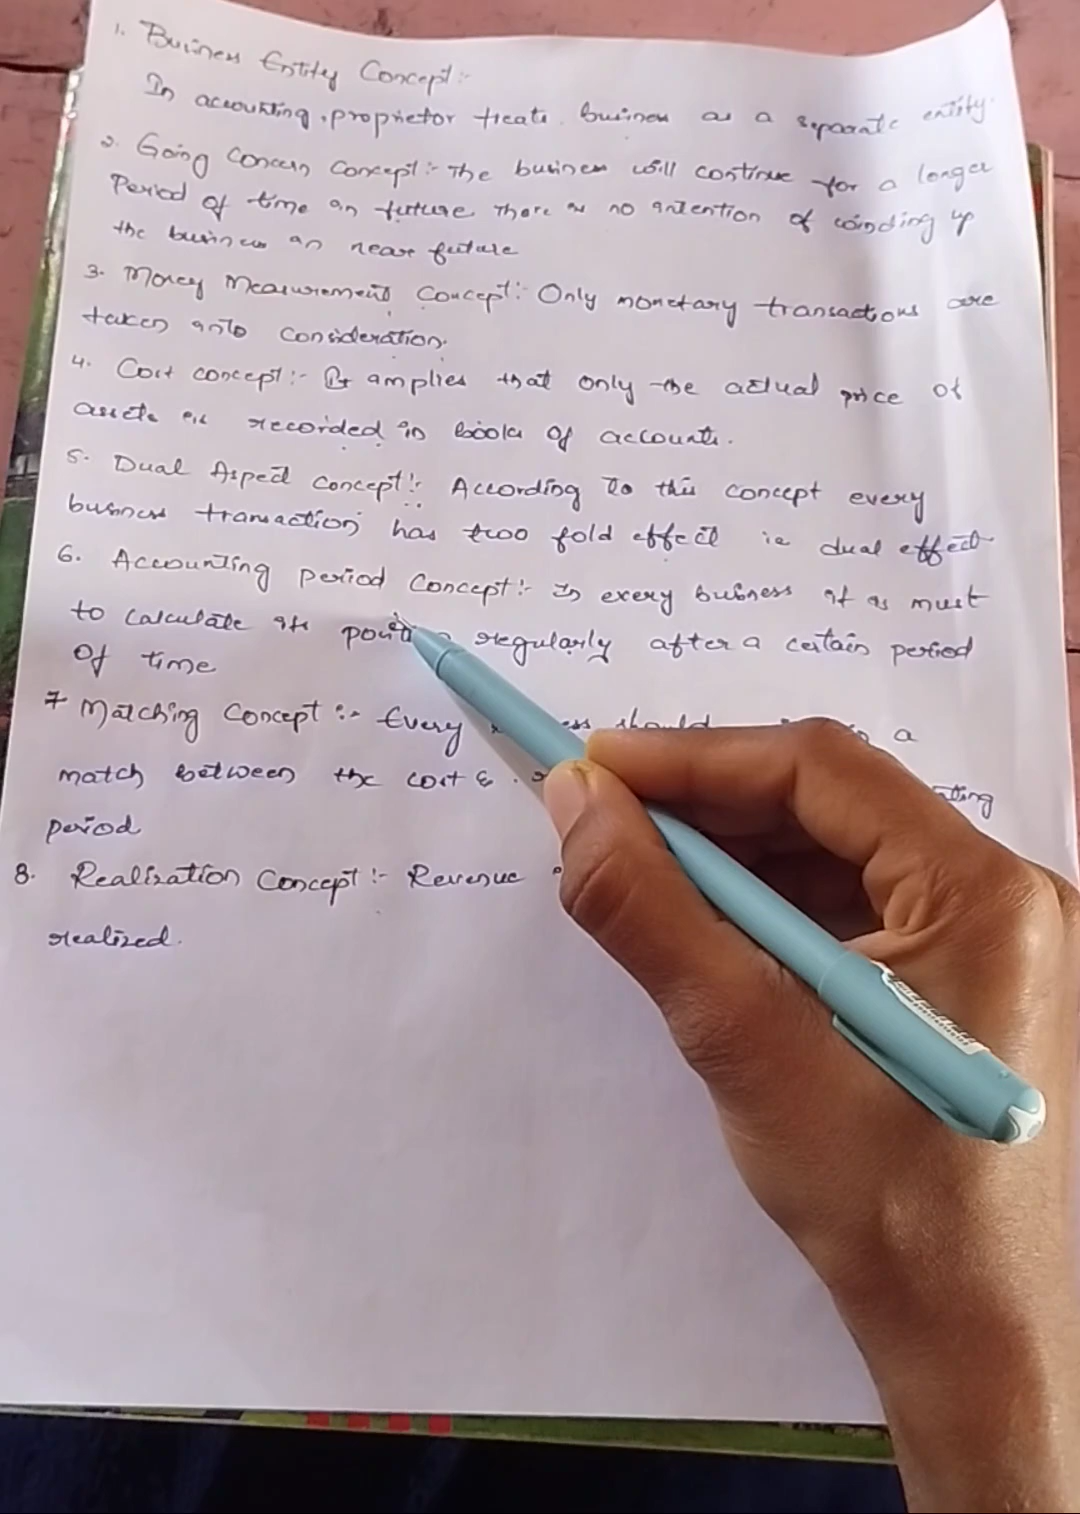 1. Business Entity Concept:-
In accounting, proprietor treats business as a separate entity.
2. Going Concern Concept:- The business will continue for a longer
Period of time in future. There is no intention of winding up
the business in near future
3. Money Measurement Concept:- Only monetary transactions are
taken into consideration.
4. Cost concept:- It implies that only the actual price of
assets is recorded in books of accounts.
5. Dual Aspect Concept:- According to this concept every
business transaction has two fold effect ie dual effect
6. Accounting period Concept:- In every business it is must
to calculate its regularly after a certain period
Of time
7 Matching Concept:- Every should a
match between the cost &
period
8. Realization Concept:- Revenue
realized.